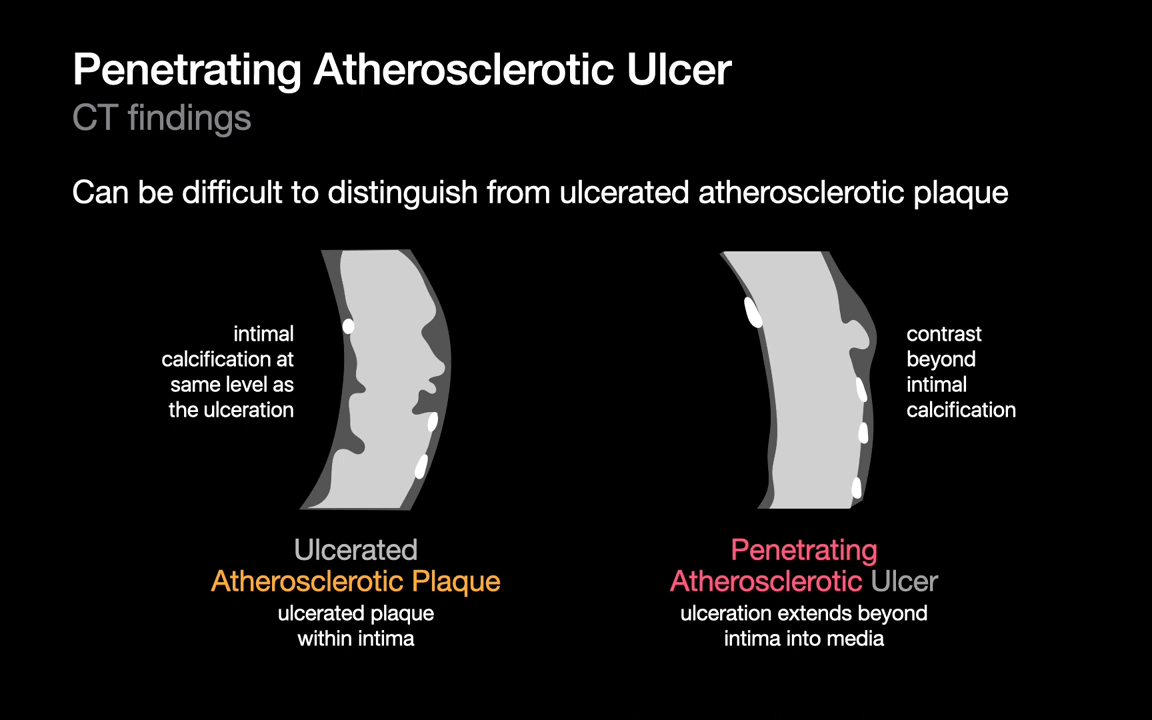 Penetrating Atherosclerotic Ulcer
CT findings
Can be difficult to distinguish from ulcerated atherosclerotic plaque
intimal
calcification at
same level as
the ulceration
contrast
beyond
intimal
calcification
Ulcerated
Atherosclerotic Plaque
ulcerated plaque
within intima
Penetrating
Atherosclerotic Ulcer
ulceration extends beyond
intima into media